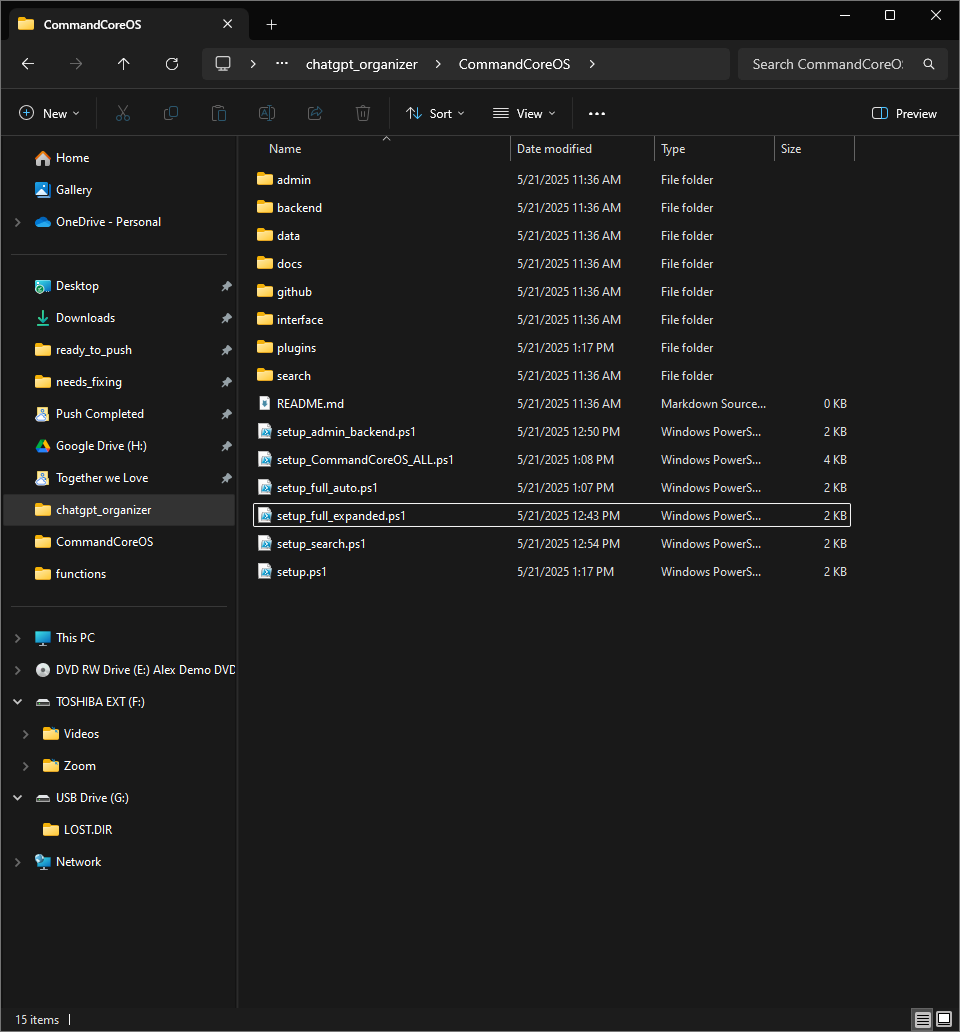 CommandCoreOS
chatgpt_organizer CommandCoreOS Search CommandCoreOS
New Sort View Preview
Name Date modified Type Size
Home
Gallery
OneDrive - Personal
Desktop
Downloads
ready_to_push
needs_fixing
Push Completed
Google Drive (H:)
Together we Love
chatgpt_organizer
CommandCoreOS
functions
This PC
DVD RW Drive (E:) Alex Demo DVD
TOSHIBA EXT (F:)
Videos
Zoom
USB Drive (G:)
LOST.DIR
Network
admin 5/21/2025 11:36 AM File folder
backend 5/21/2025 11:36 AM File folder
data 5/21/2025 11:36 AM File folder
docs 5/21/2025 11:36 AM File folder
github 5/21/2025 11:36 AM File folder
interface 5/21/2025 11:36 AM File folder
plugins 5/21/2025 1:17 PM File folder
search 5/21/2025 11:36 AM File folder
README.md 5/21/2025 11:36 AM Markdown Source... 0 KB
setup_admin_backend.ps1 5/21/2025 12:50 PM Windows PowerS... 2 KB
setup_CommandCoreOS_ALL.ps1 5/21/2025 1:08 PM Windows PowerS... 4 KB
setup_full_auto.ps1 5/21/2025 1:07 PM Windows PowerS... 2 KB
setup_full_expanded.ps1 5/21/2025 12:43 PM Windows PowerS... 2 KB
setup_search.ps1 5/21/2025 12:54 PM Windows PowerS... 2 KB
setup.ps1 5/21/2025 1:17 PM Windows PowerS... 2 KB
15 items